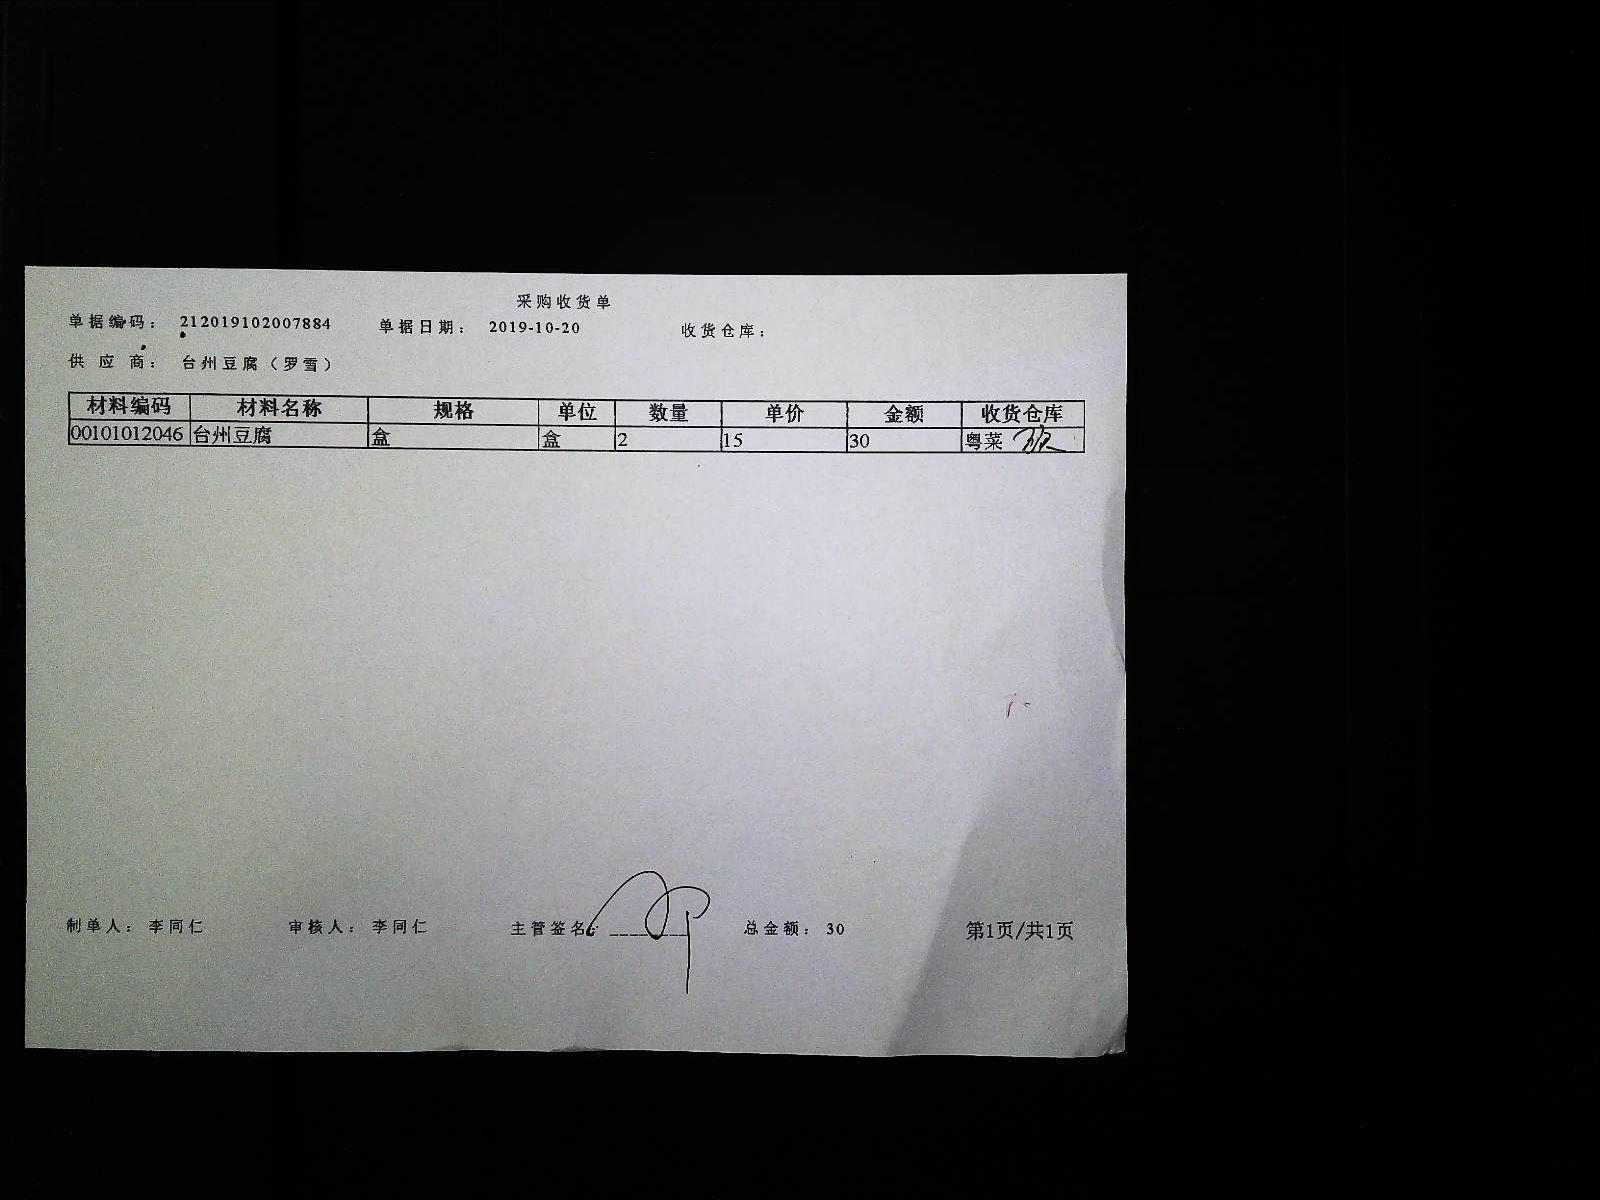 采购收货单
单据编码： 212019102007884 单据日期： 2019-10-20 收货仓库：
供 应 商： 台州豆腐（罗雪）
材料编码 材料名称 规格 单位 数量 单价 金额 收货仓库
00101012046 台州豆腐 盒 盒 2 15 30 粤菜
制单人： 李同仁 审核人： 李同仁 主管签名： 总金额： 30 第1页/共1页